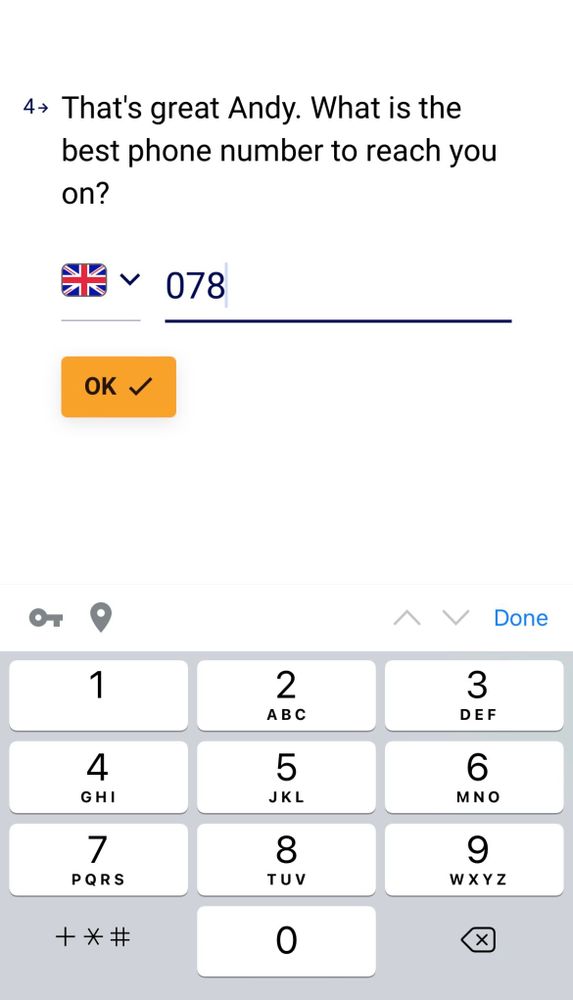 4→ That's great Andy. What is the
best phone number to reach you
on?
078
OK
Done
1 2 3
ABC DEF
4 5 6
GHI JKL MNO
7 8 9
PQRS TUV WXYZ
+*# 0